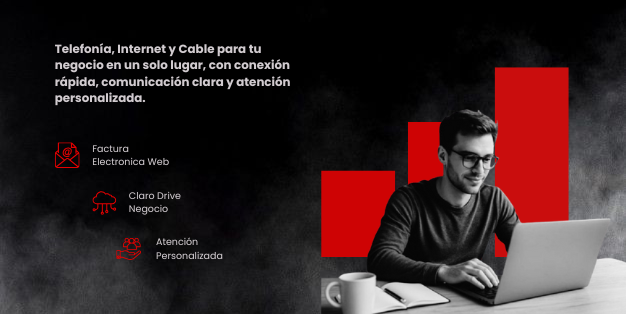 Telefonía, Internet y Cable para tu
negocio en un solo lugar, con conexión
rápida, comunicación clara y atención
personalizada.
Factura
Electronica Web
Claro Drive
Negocio
Atención
Personalizada